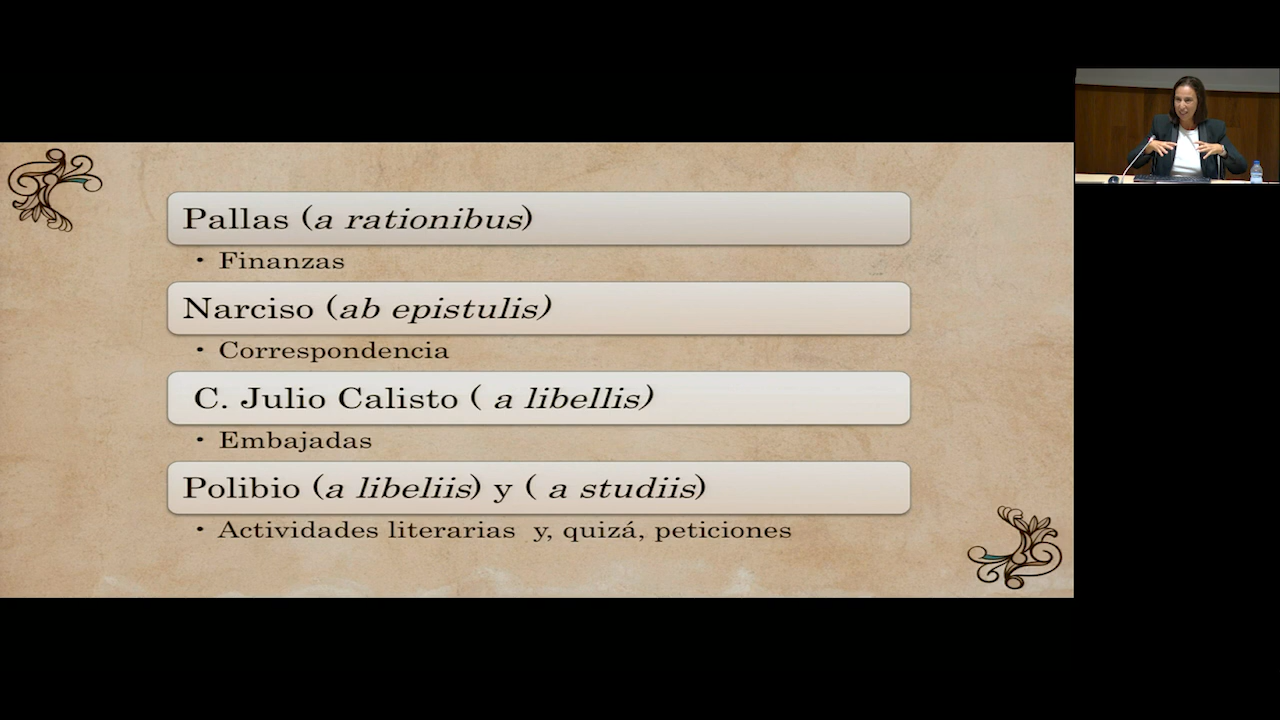 Pallas (a rationibus)
• Finanzas
Narciso (ab epistulis)
• Correspondencia
C. Julio Calisto ( a libellis)
• Embajadas
Polibio (a libeliis) y ( a studiis)
• Actividades literarias y, quizá, peticiones